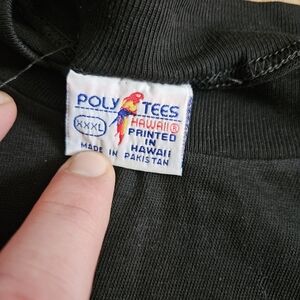 POLY TEES
HAWAII®
XXXL
PRINTED
IN
HAWAII
MADE IN PAKISTAN